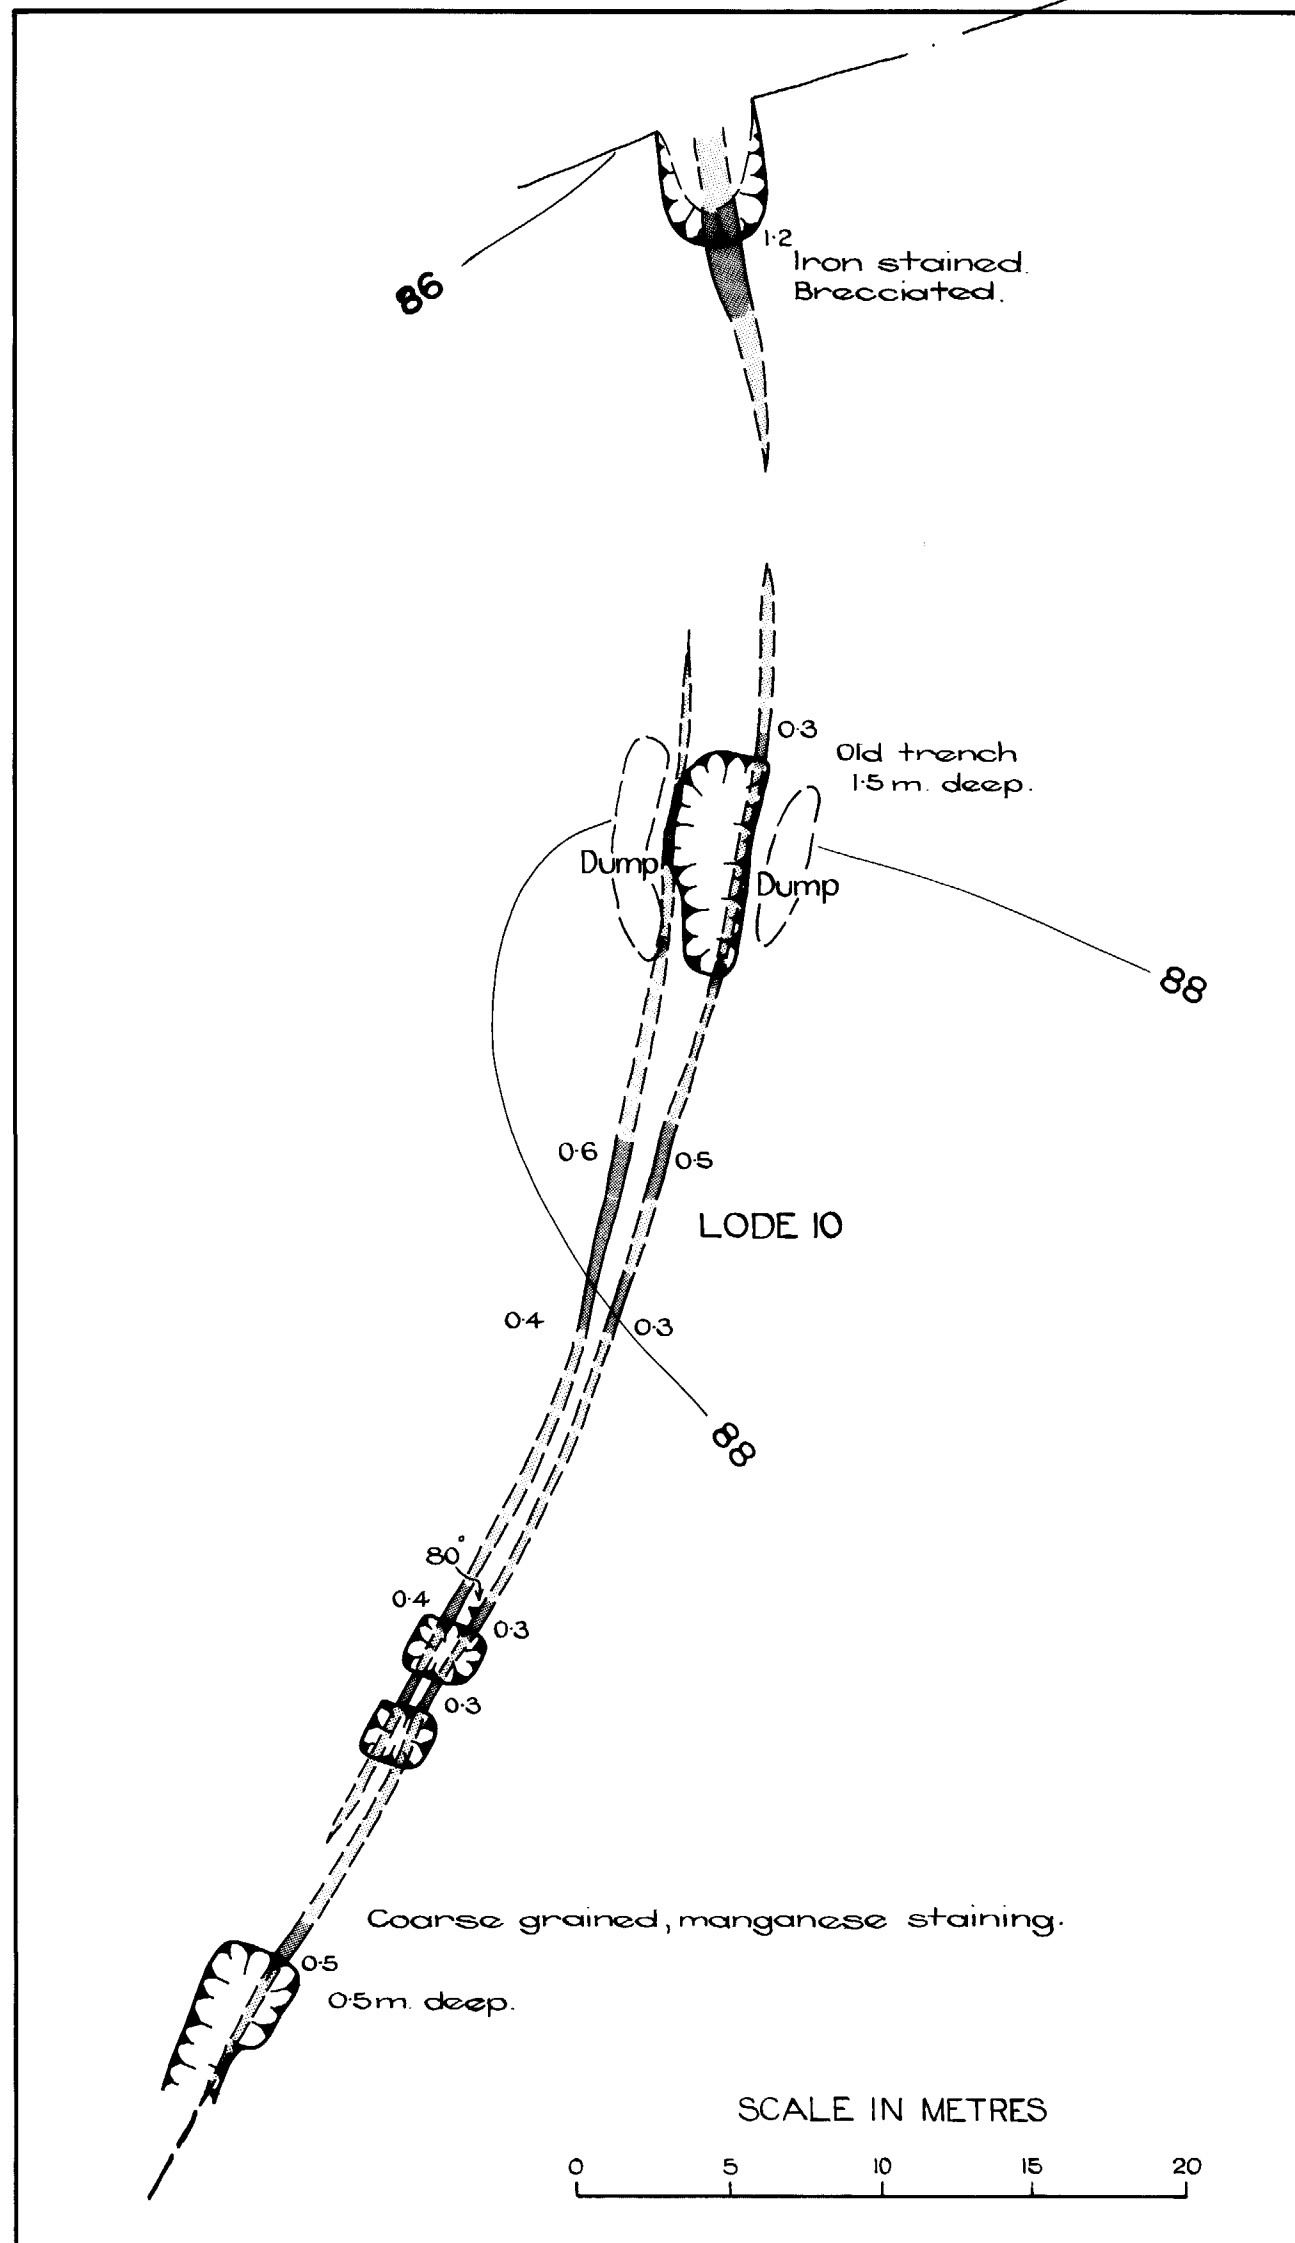 1·2
Iron stained.
Brecciated.
86
0·3
Old trench
1·5 m. deep.
Dump
Dump
88
0·6
0·5
LODE 10
0·4
0·3
88
80°
0·4
0·3
0·3
Coarse grained, manganese staining.
0·5
0·5 m. deep.
SCALE IN METRES
0 5 10 15 20